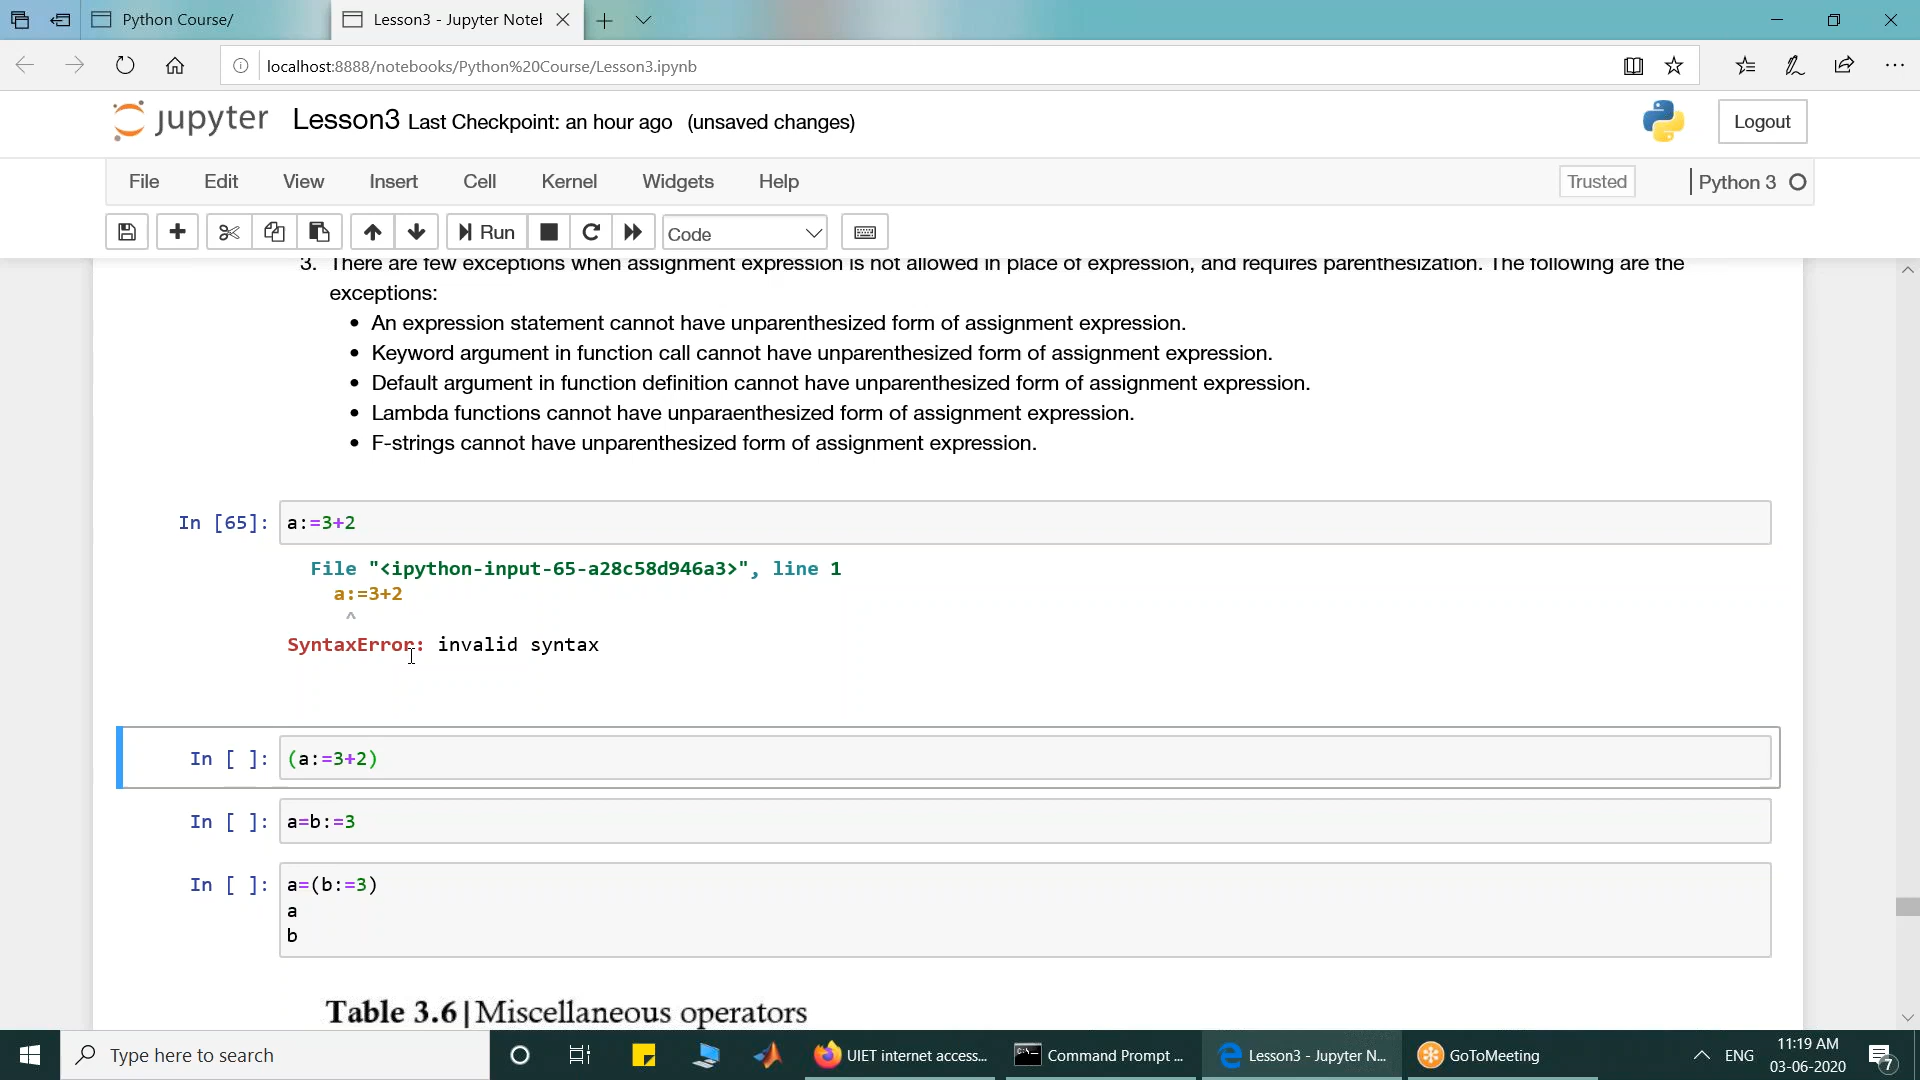 Python Course/
Lesson3 - Jupyter Notel
localhost:8888/notebooks/Python%20Course/Lesson3.ipynb
jupyter Lesson3 Last Checkpoint: an hour ago (unsaved changes)
Logout
File Edit View Insert Cell Kernel Widgets Help
Trusted
Python 3
Run
Code
3. There are few exceptions when assignment expression is not allowed in place of expression, and requires parenthesization. The following are the
exceptions:
• An expression statement cannot have unparenthesized form of assignment expression.
• Keyword argument in function call cannot have unparenthesized form of assignment expression.
• Default argument in function definition cannot have unparenthesized form of assignment expression.
• Lambda functions cannot have unparaenthesized form of assignment expression.
• F-strings cannot have unparenthesized form of assignment expression.
In [65]: a:=3+2
File "<ipython-input-65-a28c58d946a3>", line 1
a:=3+2
^
SyntaxError: invalid syntax
In [ ]: (a:=3+2)
In [ ]: a=b:=3
In [ ]: a=(b:=3)
a
b
Table 3.6|Miscellaneous operators
Type here to search
UIET internet access...
Command Prompt ...
Lesson3 - Jupyter N...
GoToMeeting
ENG
11:19 AM
03-06-2020
7